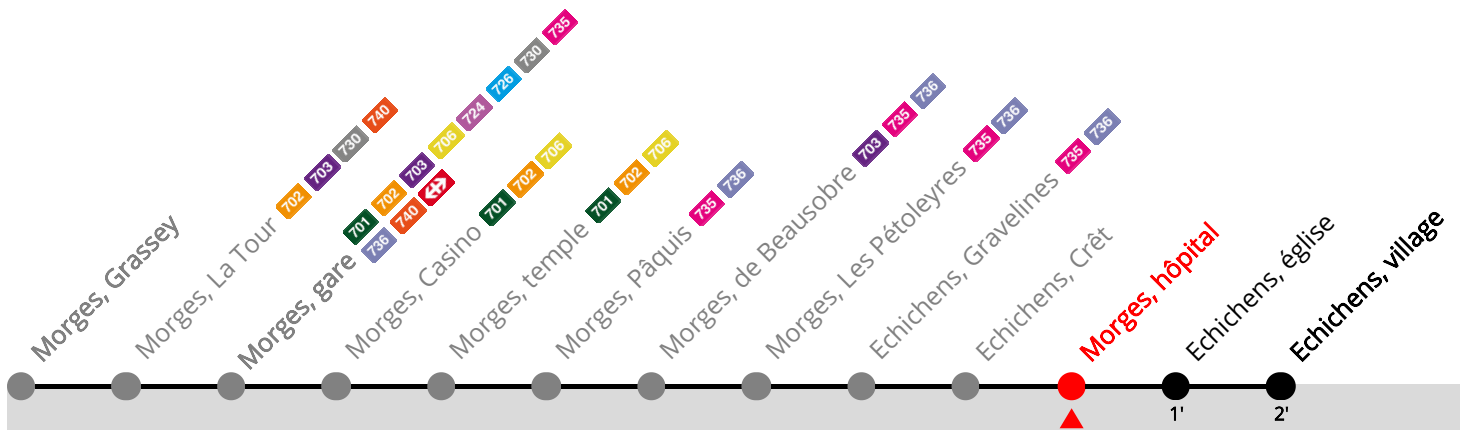 Morges, Grassey
Morges, La Tour 702 703 730 740
Morges, gare 701 702 703 706 724 726 730 735
736 740
Morges, Casino 701 702 706
Morges, temple 701 702 706
Morges, Pâquis 735 736
Morges, de Beausobre 703 735 736
Morges, Les Pétoleyres 735 736
Echichens, Gravelines 735 736
Echichens, Crêt
Morges, hôpital
Echichens, église
Echichens, village
1'
2'